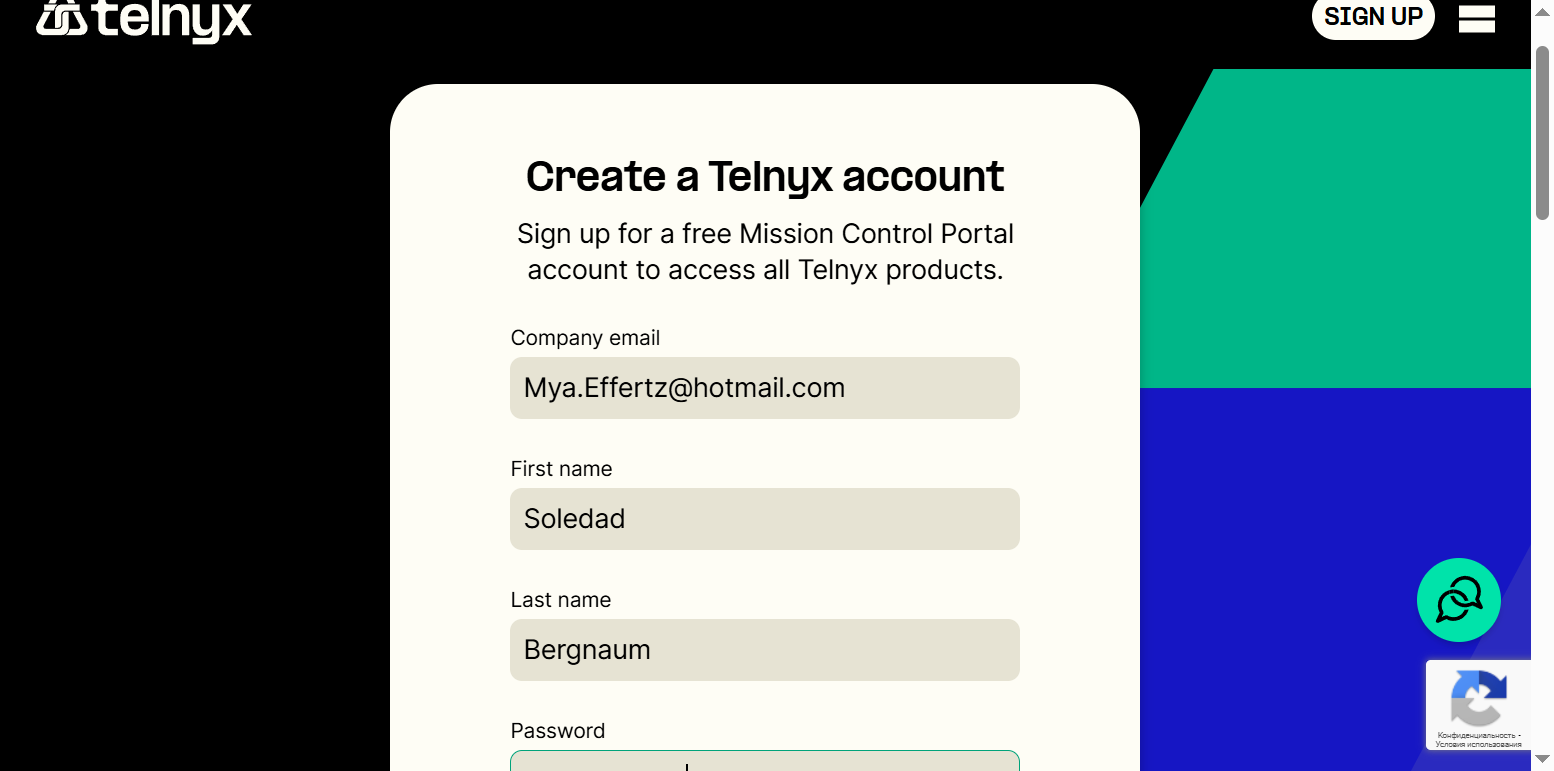 telnyx
SIGN UP
Create a Telnyx account
Sign up for a free Mission Control Portal
account to access all Telnyx products.
Company email
Mya.Effertz@hotmail.com
First name
Soledad
Last name
Bergnaum
Password
Конфиденциальность -
Условия использования